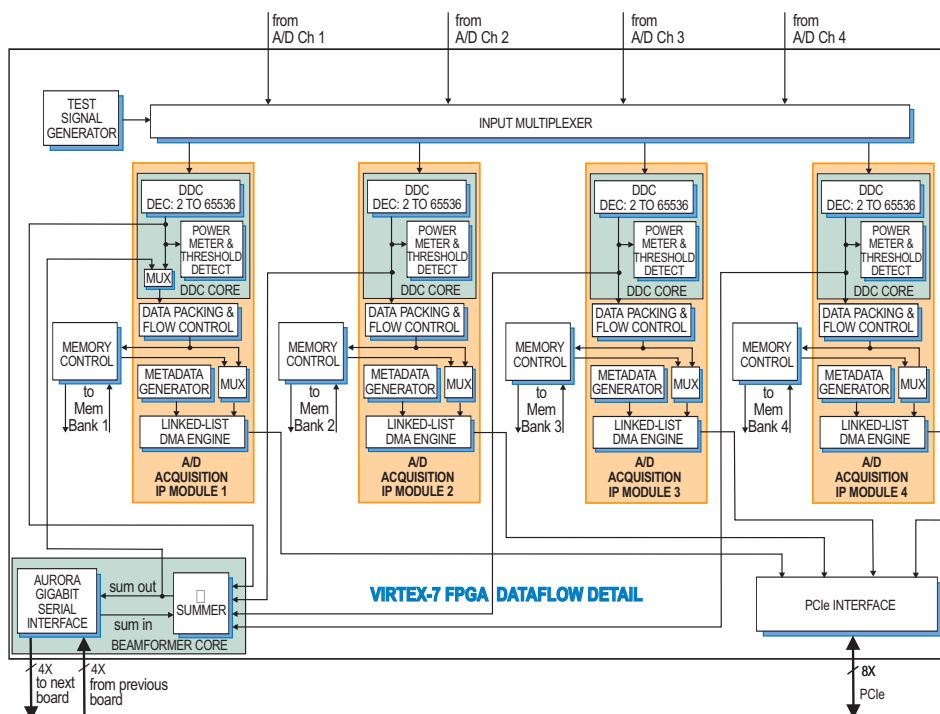 from
A/D Ch 1
from
A/D Ch 2
from
A/D Ch 3
from
A/D Ch 4
TEST
SIGNAL
GENERATOR
INPUT MULTIPLEXER
DDC
DEC: 2 TO 65536
POWER
METER &
THRESHOLD
DETECT
MUX
DDC CORE
DATA PACKING &
FLOW CONTROL
MEMORY
CONTROL
METADATA
GENERATOR
MUX
to
Mem
Bank 1
LINKED-LIST
DMA ENGINE
A/D
ACQUISITION
IP MODULE 1
DDC
DEC: 2 TO 65536
POWER
METER &
THRESHOLD
DETECT
DDC CORE
DATA PACKING &
FLOW CONTROL
MEMORY
CONTROL
METADATA
GENERATOR
MUX
to
Mem
Bank 2
LINKED-LIST
DMA ENGINE
A/D
ACQUISITION
IP MODULE 2
DDC
DEC: 2 TO 65536
POWER
METER &
THRESHOLD
DETECT
DDC CORE
DATA PACKING &
FLOW CONTROL
MEMORY
CONTROL
METADATA
GENERATOR
MUX
to
Mem
Bank 3
LINKED-LIST
DMA ENGINE
A/D
ACQUISITION
IP MODULE 3
DDC
DEC: 2 TO 65536
POWER
METER &
THRESHOLD
DETECT
DDC CORE
DATA PACKING &
FLOW CONTROL
MEMORY
CONTROL
METADATA
GENERATOR
MUX
to
Mem
Bank 4
LINKED-LIST
DMA ENGINE
A/D
ACQUISITION
IP MODULE 4
AURORA
GIGABIT
SERIAL
INTERFACE
sum out
sum in
SUMMER
BEAMFORMER CORE
VIRTEX-7 FPGA DATAFLOW DETAIL
PCIe INTERFACE
4X
to next
board
4X
from previous
board
8X
PCIe